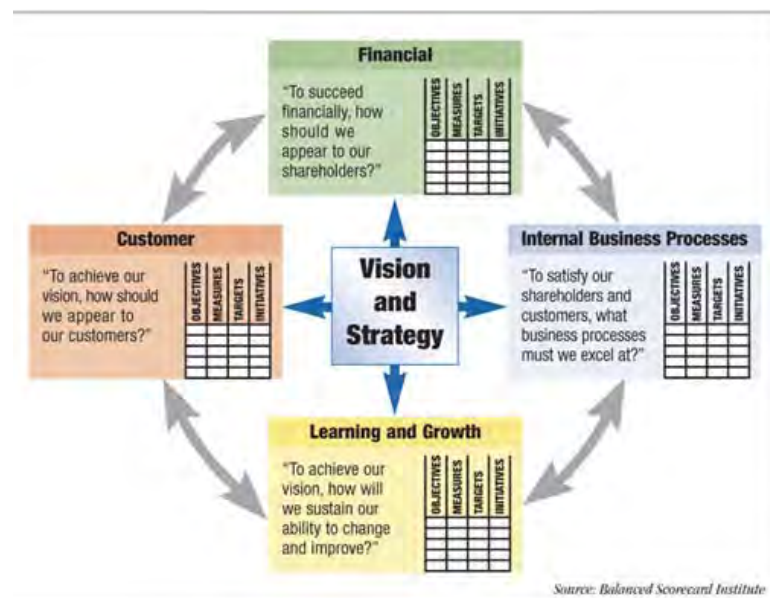 Financial
“To succeed
financially, how
should we
appear to our
shareholders?”
OBJECTIVES
MEASURES
TARGETS
INITIATIVES
Customer
“To achieve our
vision, how should
we appear to
our customers?”
OBJECTIVES
MEASURES
TARGETS
INITIATIVES
Vision
and
Strategy
Internal Business Processes
“To satisfy our
shareholders and
customers, what
business processes
must we excel at?”
OBJECTIVES
MEASURES
TARGETS
INITIATIVES
Learning and Growth
“To achieve our
vision, how will
we sustain our
ability to change
and improve?”
OBJECTIVES
MEASURES
TARGETS
INITIATIVES
Source: Balanced Scorecard Institute